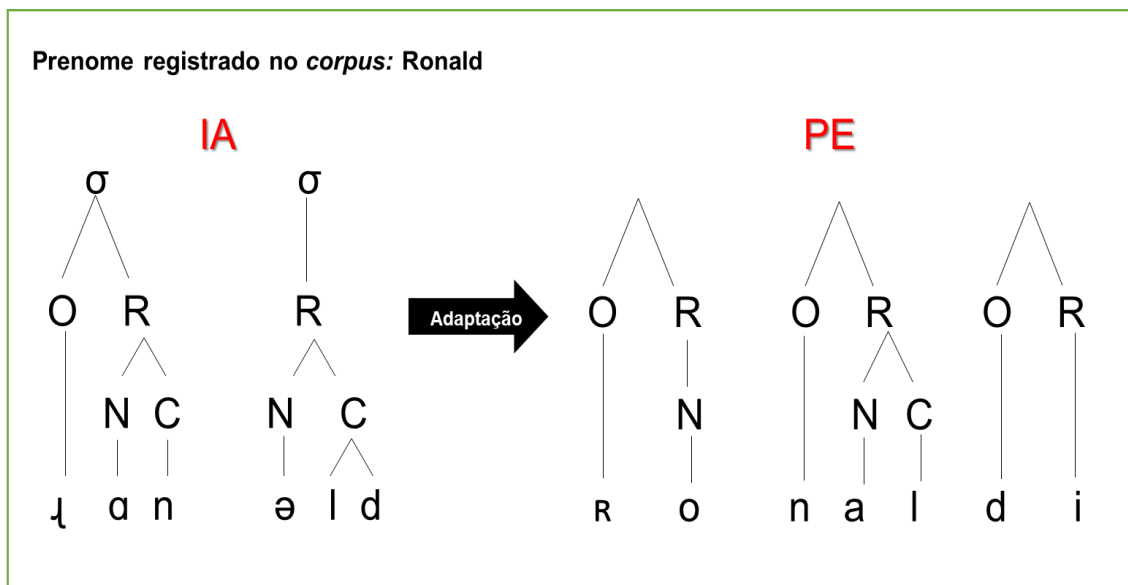 Prenome registrado no corpus: Ronald
IA PE
σ σ
O R R Adaptação O R O R O R
N C N C N N C
ɻ ɑ n ə l d ʀ o n a l d i